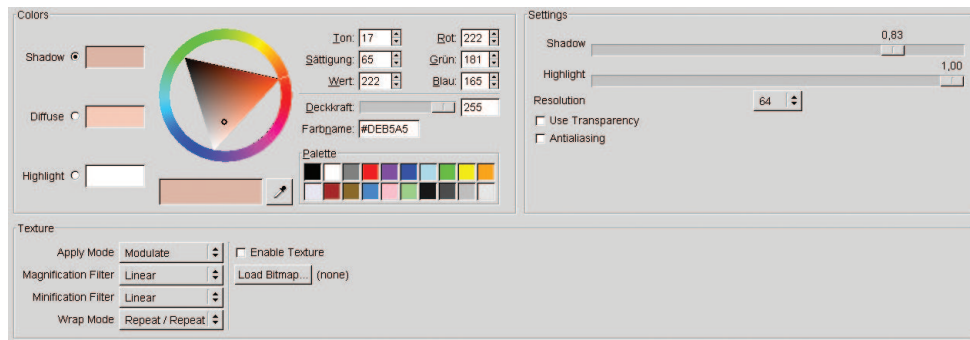 Colors
Shadow
Diffuse
Highlight
Ton: 17 Rot: 222
Sättigung: 65 Grün: 181
Wert: 222 Blau: 165
Deckkraft: 255
Farbname: #DEB5A5
Palette
Settings
Shadow 0,83
Highlight 1,00
Resolution 64
Use Transparency
Antialiasing
Texture
Apply Mode Modulate
Enable Texture
Magnification Filter Linear
Load Bitmap... (none)
Minification Filter Linear
Wrap Mode Repeat / Repeat